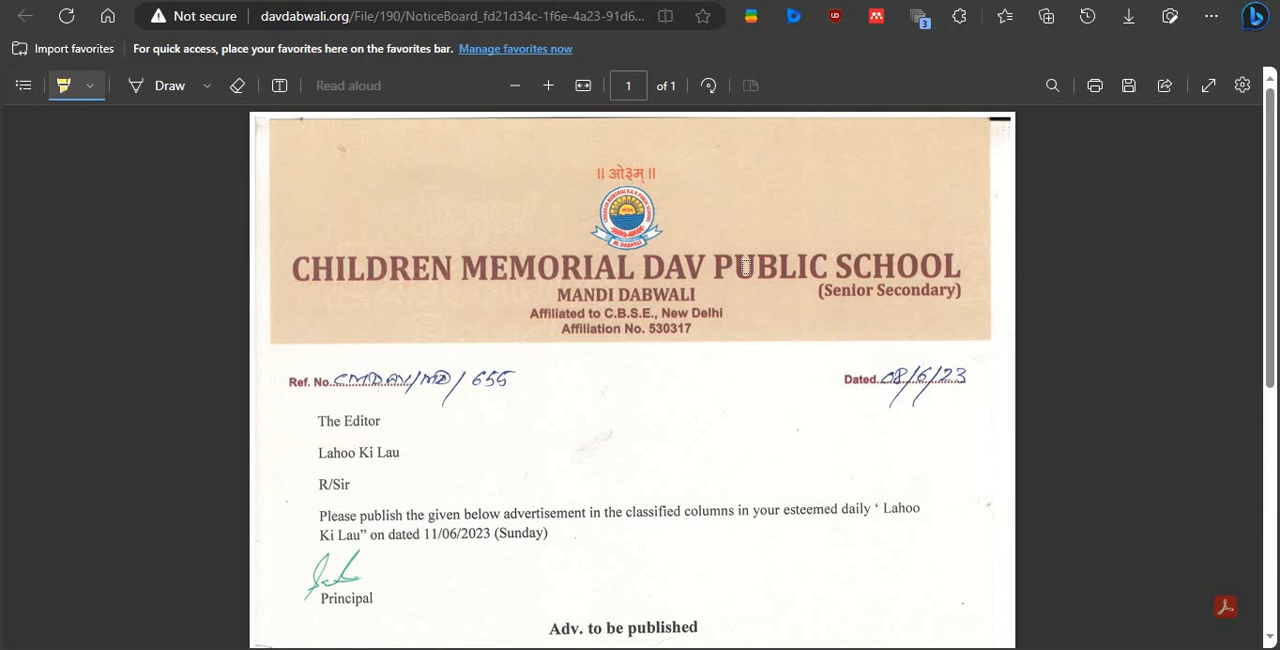 Not secure
davdabwali.org/File/190/NoticeBoard_fd21d34c-1f6e-4a23-91d6...
3
Import favorites
For quick access, place your favorites here on the favorites bar. Manage favorites now
Draw
Read aloud
1 of 1
|| ओ३म् ||
CHILDREN MEMORIAL DAV PUBLIC SCHOOL
MANDI DABWALI
(Senior Secondary)
Affiliated to C.B.S.E., New Delhi
Affiliation No. 530317
Ref. No. CMDAV/MD/655
Dated. 08/6/23
The Editor
Lahoo Ki Lau
R/Sir
Please publish the given below advertisement in the classified columns in your esteemed daily ‘ Lahoo
Ki Lau” on dated 11/06/2023 (Sunday)
Principal
Adv. to be published